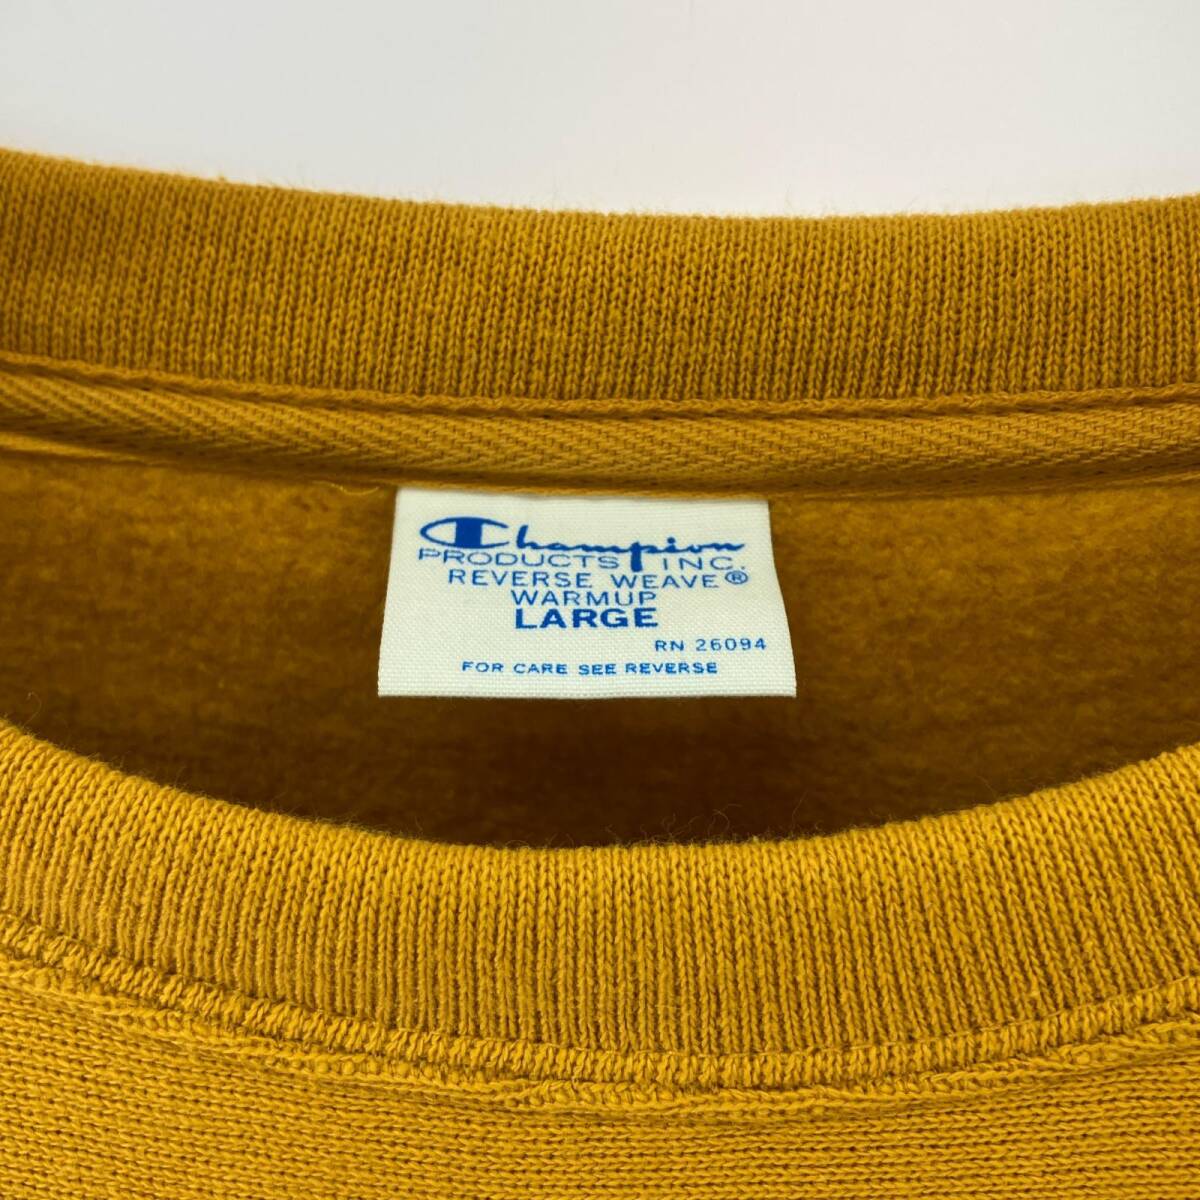 Champion
PRODUCTS INC.
REVERSE WEAVE®
WARMUP
LARGE
RN 26094
FOR CARE SEE REVERSE